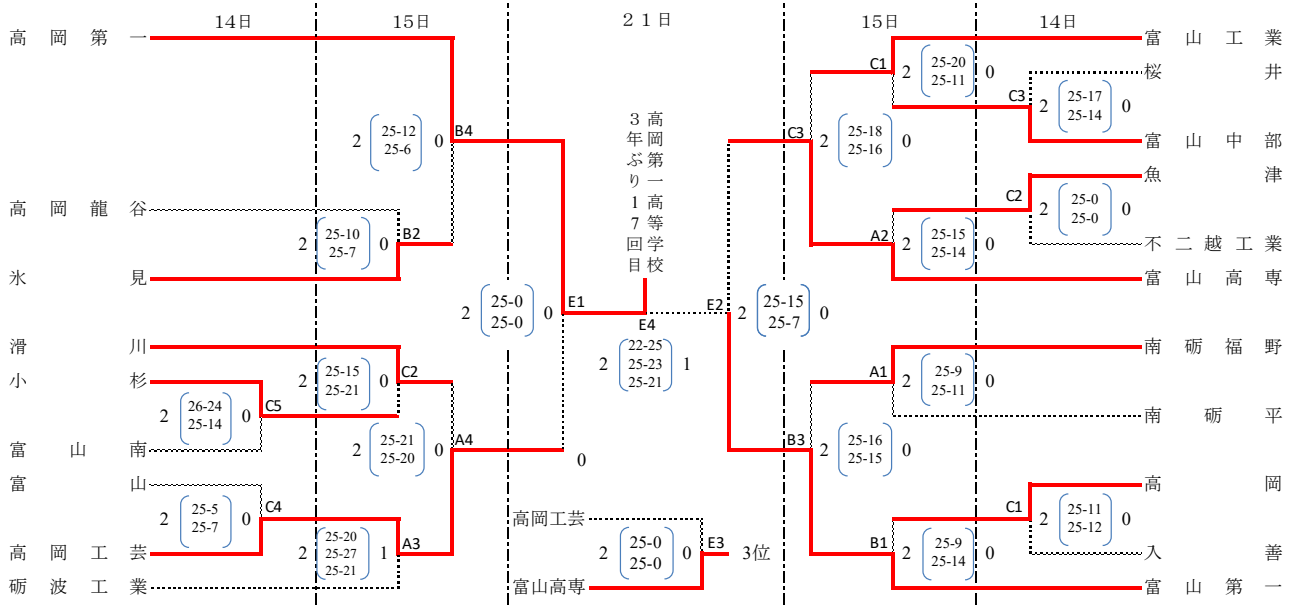 14日
15日
21日
15日
14日
高岡第一
高岡龍谷
氷見
滑川
小杉
富山南
富山
高岡工芸
砺波工業
2 26-24 0
25-14
C5
2 25-5 0
25-7
C4
2 25-12 0
25-6
B4
2 25-10 0
25-7
B2
2 25-15 0
25-21
C2
2 25-21 0
25-20
A4
2 25-20 1
25-27
25-21
A3
2 25-0 0
25-0
E1
0
高岡第一高等学校
3年ぶり17回目
E4
2 22-25 1
25-23
25-21
高岡工芸
2 25-0 0
25-0
E3
3位
富山高専
E2
2 25-15 0
25-7
C3
2 25-18 0
25-16
B3
2 25-16 0
25-15
C1
2 25-20 0
25-11
A2
2 25-15 0
25-14
A1
2 25-9 0
25-11
B1
2 25-9 0
25-14
C3
2 25-17 0
25-14
C2
2 25-0 0
25-0
C1
2 25-11 0
25-12
富山工業
桜井
富山中部
魚津
不二越工業
富山高専
南砺福野
南砺平
高岡
入善
富山第一